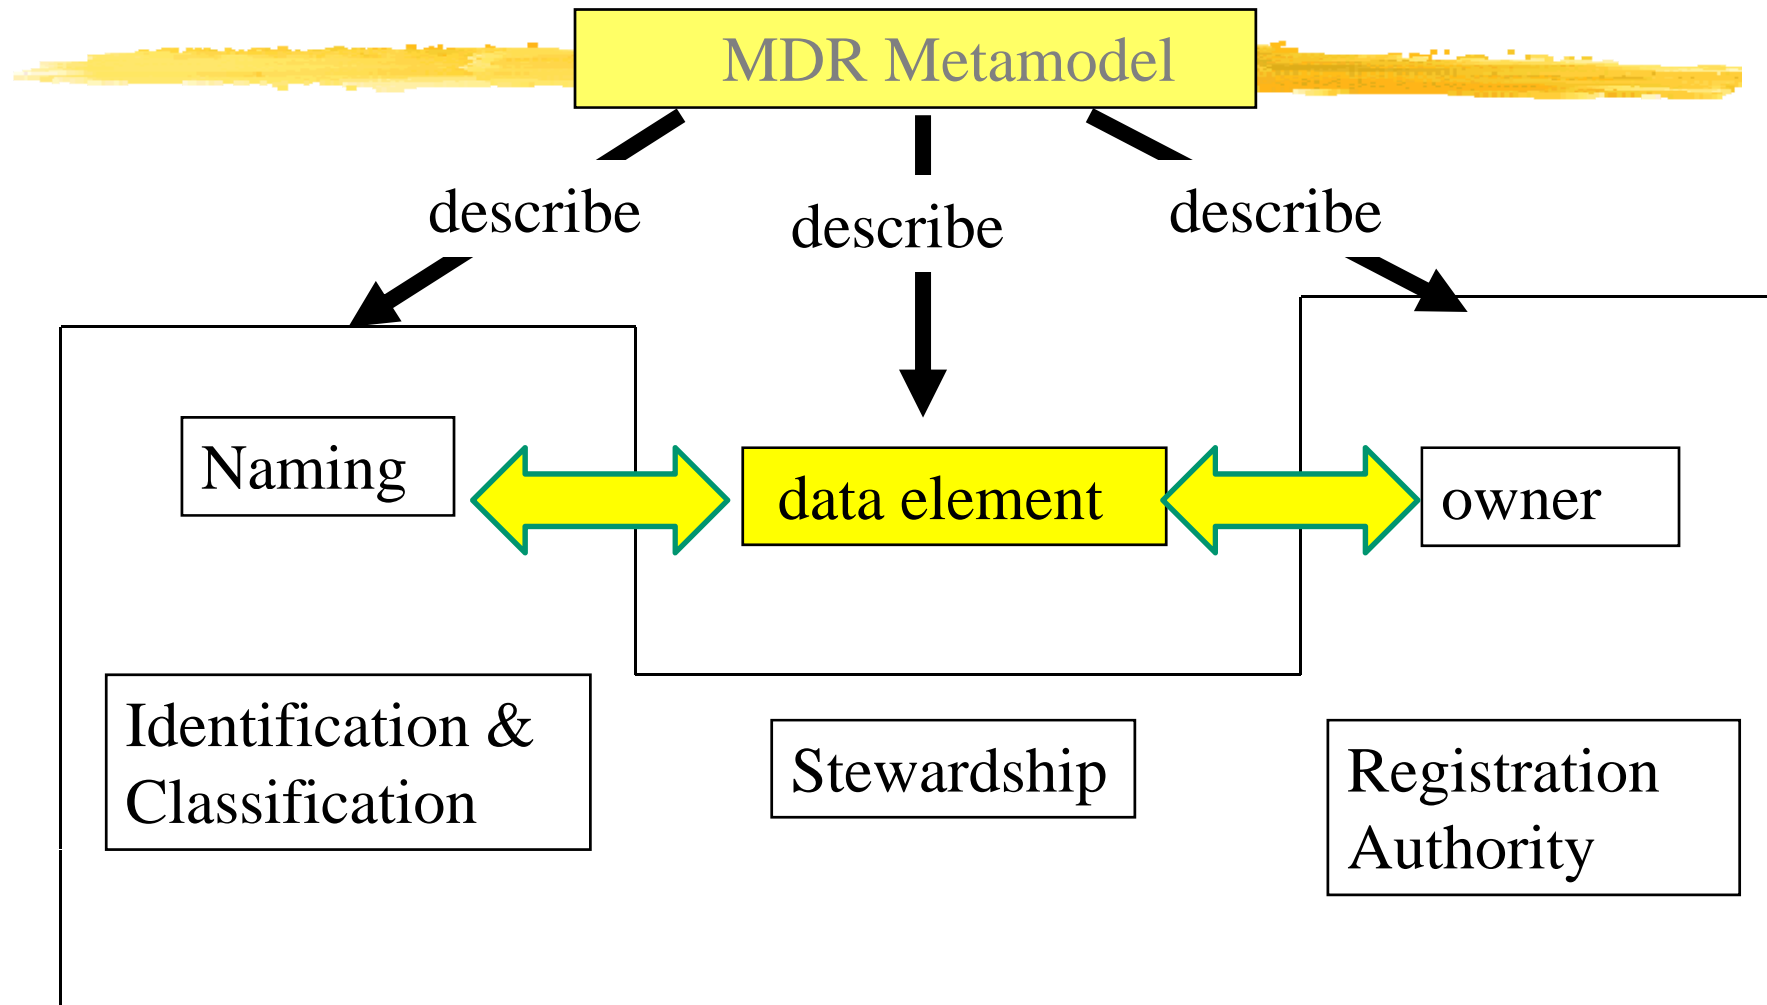 MDR Metamodel
describe
describe
describe
Naming
data element
owner
Identification &
Classification
Stewardship
Registration
Authority